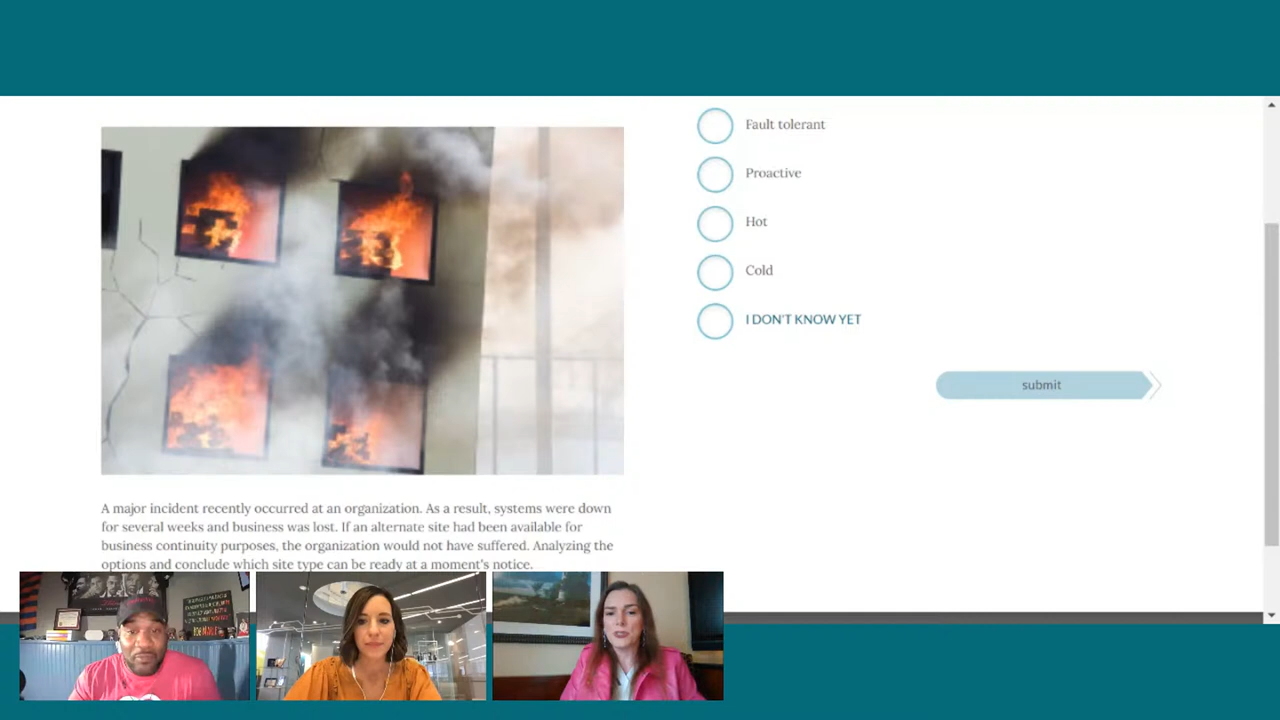 Fault tolerant
Proactive
Hot
Cold
I DON'T KNOW YET
submit
A major incident recently occurred at an organization. As a result, systems were down
for several weeks and business was lost. If an alternate site had been available for
business continuity purposes, the organization would not have suffered. Analyzing the
options and conclude which site type can be ready at a moment's notice.